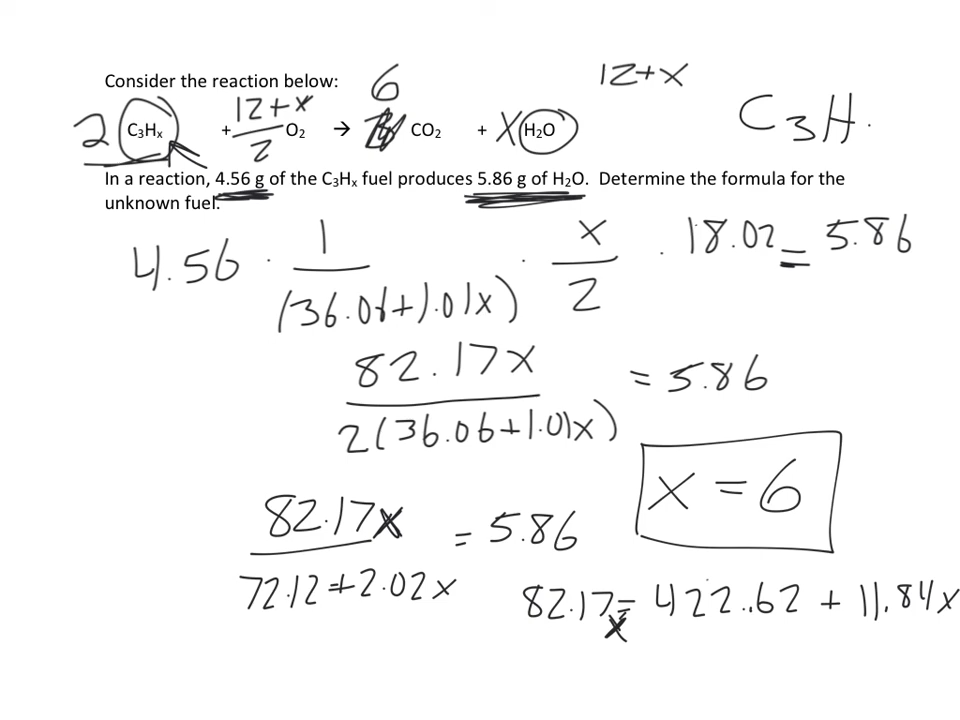 Consider the reaction below:
6
12+x
2 C₃Hₓ + 12+x/2 O₂ → CO₂ + X H₂O
C₃H.
In a reaction, 4.56 g of the C₃Hₓ fuel produces 5.86 g of H₂O. Determine the formula for the
unknown fuel.
4.56 · 1/(36.06+1.01x) · x/2 · 18.02 = 5.86
82.17x/2(36.06+1.01x) = 5.86
x = 6
82.17x/72.12+2.02x = 5.86
82.17x = 422.62 + 11.84x